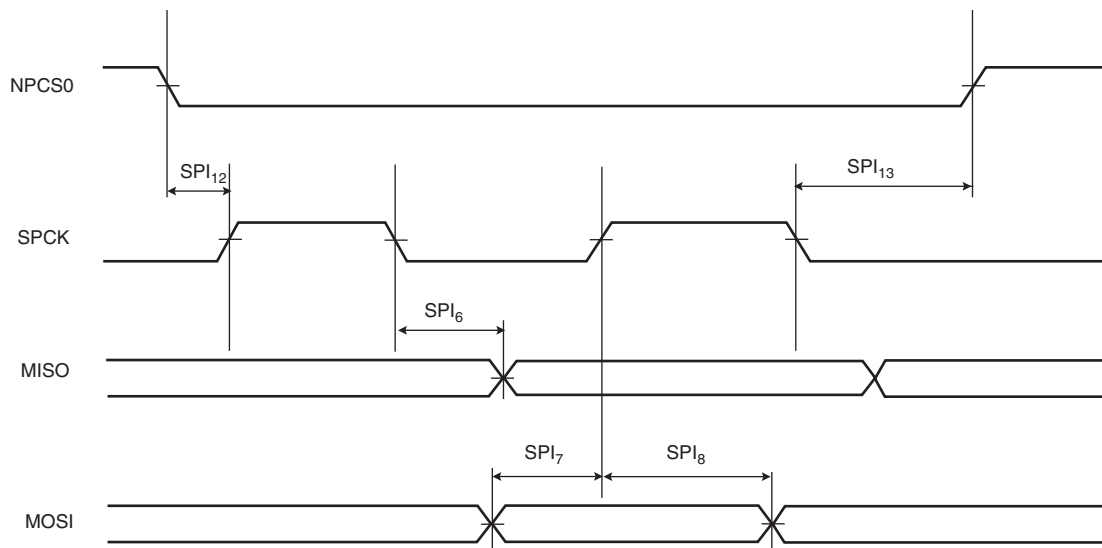 NPCS0
SPI₁₂
SPI₁₃
SPCK
SPI₆
MISO
SPI₇
SPI₈
MOSI